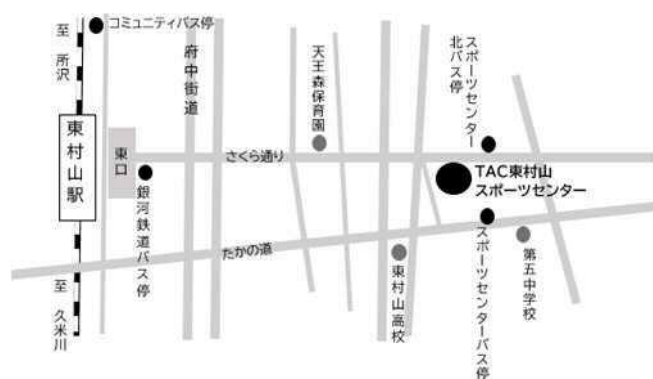 コミュニティバス停
至 所沢
府中街道
天王森保育園
スポーツセンター
北バス停
東村山駅
東口
さくら通り
TAC東村山
スポーツセンター
銀河鉄道バス停
たかの道
東村山高校
スポーツセンターバス停
第五中学校
至 久米川